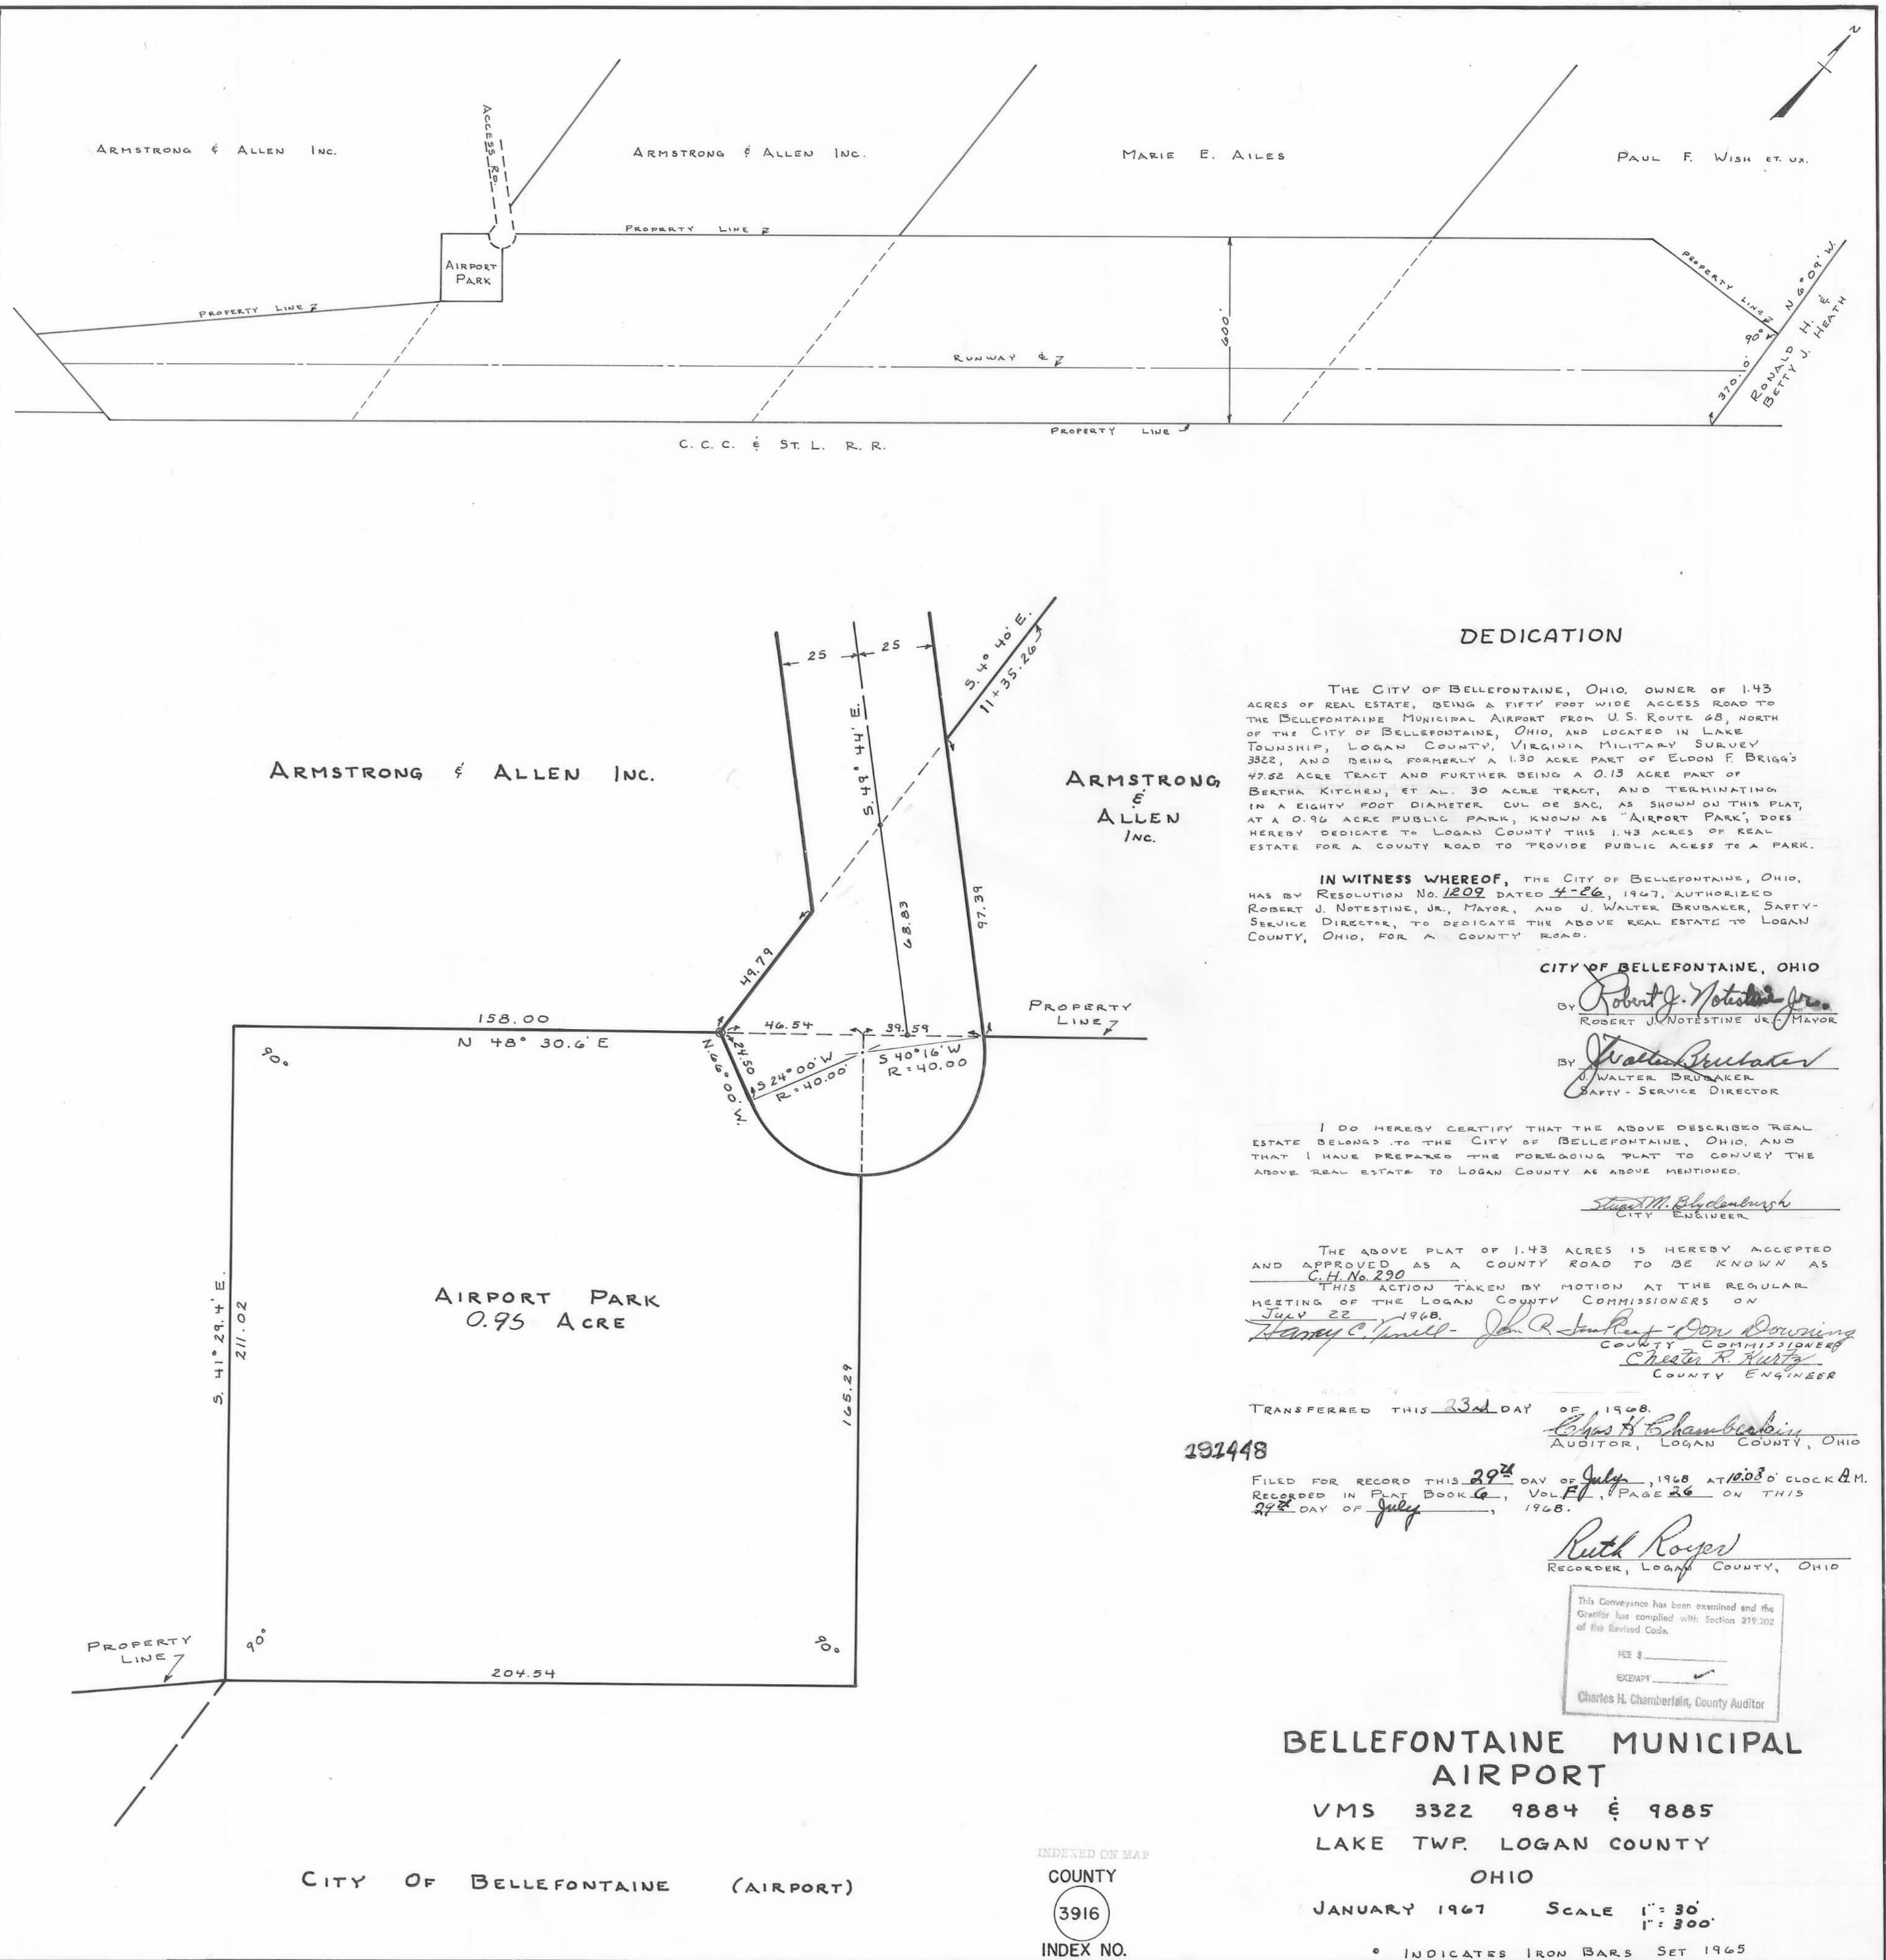 N
ARMSTRONG & ALLEN INC.
ACCESS RD.
ARMSTRONG & ALLEN INC.
MARIE E. AILES
PAUL F. WISH ET. UX.
PROPERTY LINE
AIRPORT
PARK
PROPERTY LINE
PROPERTY LINE
N 6° 09' W.
90°
600'
RUNWAY ℄
370.0'
RONALD H. &
BETTY J. HEATH
PROPERTY LINE
C. C. C. & ST. L. R. R.
25 25
S. 4° 40' E.
11+35.26
S. 48° 44' E.
ARMSTRONG & ALLEN INC.
ARMSTRONG
&
ALLEN
INC.
68.83
97.39
49.79
PROPERTY
LINE
158.00
N 48° 30.6' E
46.54 39.59
90°
24.50
N. 66° 00' W.
S 24° 00' W
R = 40.00'
S 40° 16' W
R = 40.00
S. 41° 29.4' E.
211.02
AIRPORT PARK
0.95 ACRE
165.29
PROPERTY
LINE
90°
90°
204.54
CITY OF BELLEFONTAINE (AIRPORT)
DEDICATION
THE CITY OF BELLEFONTAINE, OHIO, OWNER OF 1.43
ACRES OF REAL ESTATE, BEING A FIFTY FOOT WIDE ACCESS ROAD TO
THE BELLEFONTAINE MUNICIPAL AIRPORT FROM U.S. ROUTE 68, NORTH
OF THE CITY OF BELLEFONTAINE, OHIO, AND LOCATED IN LAKE
TOWNSHIP, LOGAN COUNTY, VIRGINIA MILITARY SURVEY
3322, AND BEING FORMERLY A 1.30 ACRE PART OF ELDON F. BRIGG'S
47.52 ACRE TRACT AND FURTHER BEING A 0.13 ACRE PART OF
BERTHA KITCHEN, ET AL. 30 ACRE TRACT, AND TERMINATING
IN A EIGHTY FOOT DIAMETER CUL DE SAC, AS SHOWN ON THIS PLAT,
AT A 0.96 ACRE PUBLIC PARK, KNOWN AS "AIRPORT PARK", DOES
HEREBY DEDICATE TO LOGAN COUNTY THIS 1.43 ACRES OF REAL
ESTATE FOR A COUNTY ROAD TO PROVIDE PUBLIC ACESS TO A PARK.
IN WITNESS WHEREOF, THE CITY OF BELLEFONTAINE, OHIO,
HAS BY RESOLUTION NO. 1209 DATED 4-26, 1967, AUTHORIZED
ROBERT J. NOTESTINE, JR., MAYOR, AND J. WALTER BRUBAKER, SAFTY-
SERVICE DIRECTOR, TO DEDICATE THE ABOVE REAL ESTATE TO LOGAN
COUNTY, OHIO, FOR A COUNTY ROAD.
CITY OF BELLEFONTAINE, OHIO
BY Robert J. Notestine Jr.
ROBERT J. NOTESTINE JR. - MAYOR
BY J Walter Brubaker
J. WALTER BRUBAKER
SAFTY - SERVICE DIRECTOR
I DO HEREBY CERTIFY THAT THE ABOVE DESCRIBED REAL
ESTATE BELONGS TO THE CITY OF BELLEFONTAINE, OHIO, AND
THAT I HAVE PREPARED THE FOREGOING PLAT TO CONVEY THE
ABOVE REAL ESTATE TO LOGAN COUNTY AS ABOVE MENTIONED.
Stuart M. Blydenburgh
CITY ENGINEER
THE ABOVE PLAT OF 1.43 ACRES IS HEREBY ACCEPTED
AND APPROVED AS A COUNTY ROAD TO BE KNOWN AS
C.H. No. 290.
THIS ACTION TAKEN BY MOTION AT THE REGULAR
MEETING OF THE LOGAN COUNTY COMMISSIONERS ON
JULY 22, 1968.
Harvey C. - John R. - Don Downing
COUNTY COMMISSIONERS
Chester R. Kurtz
COUNTY ENGINEER
TRANSFERRED THIS 23rd DAY OF , 1968.
Chas H Chamberlain
AUDITOR, LOGAN COUNTY, OHIO
191448
FILED FOR RECORD THIS 29th DAY OF July, 1968 AT 10:08 O'CLOCK A M.
RECORDED IN PLAT BOOK 6, VOL. F, PAGE 26 ON THIS
29th DAY OF July, 1968.
Ruth Royer
RECORDER, LOGAN COUNTY, OHIO
This Conveyance has been examined and the
Grantor has complied with Section 319.202
of the Revised Code.
FEE $
EXEMPT ✓
Charles H. Chamberlain, County Auditor
BELLEFONTAINE MUNICIPAL
AIRPORT
VMS 3322 9884 & 9885
LAKE TWP. LOGAN COUNTY
OHIO
JANUARY 1967 SCALE 1" = 30'
1" = 300'
° INDICATES IRON BARS SET 1965
INDEXED ON MAP
COUNTY
3916
INDEX NO.